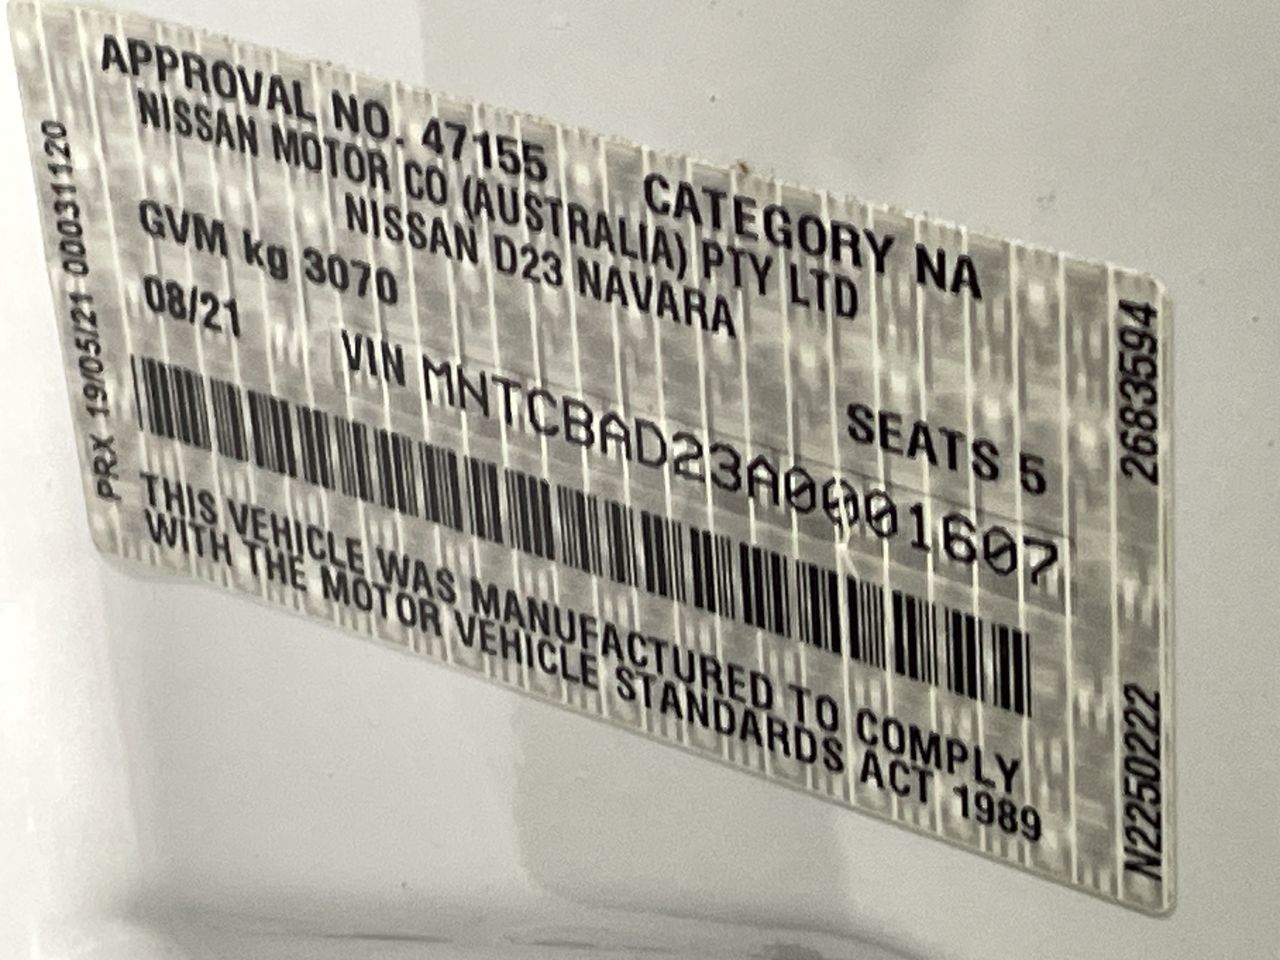 APPROVAL NO. 47155 CATEGORY NA
NISSAN MOTOR CO (AUSTRALIA) PTY LTD
NISSAN D23 NAVARA
GVM kg 3070 SEATS 5
08/21 VIN MNTCBAD23A0001607
THIS VEHICLE WAS MANUFACTURED TO COMPLY
WITH THE MOTOR VEHICLE STANDARDS ACT 1989
PRX 19/05/21 00031120
2683594
N2250222